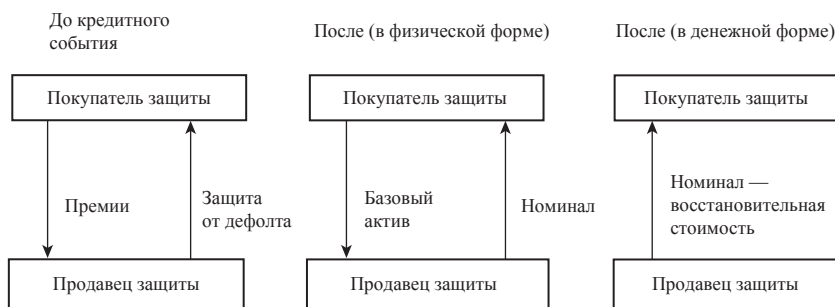 До кредитного
события
Покупатель защиты
Премии
Защита
от дефолта
Продавец защиты
После (в физической форме)
Покупатель защиты
Базовый
актив
Номинал
Продавец защиты
После (в денежной форме)
Покупатель защиты
Номинал —
восстановительная
стоимость
Продавец защиты